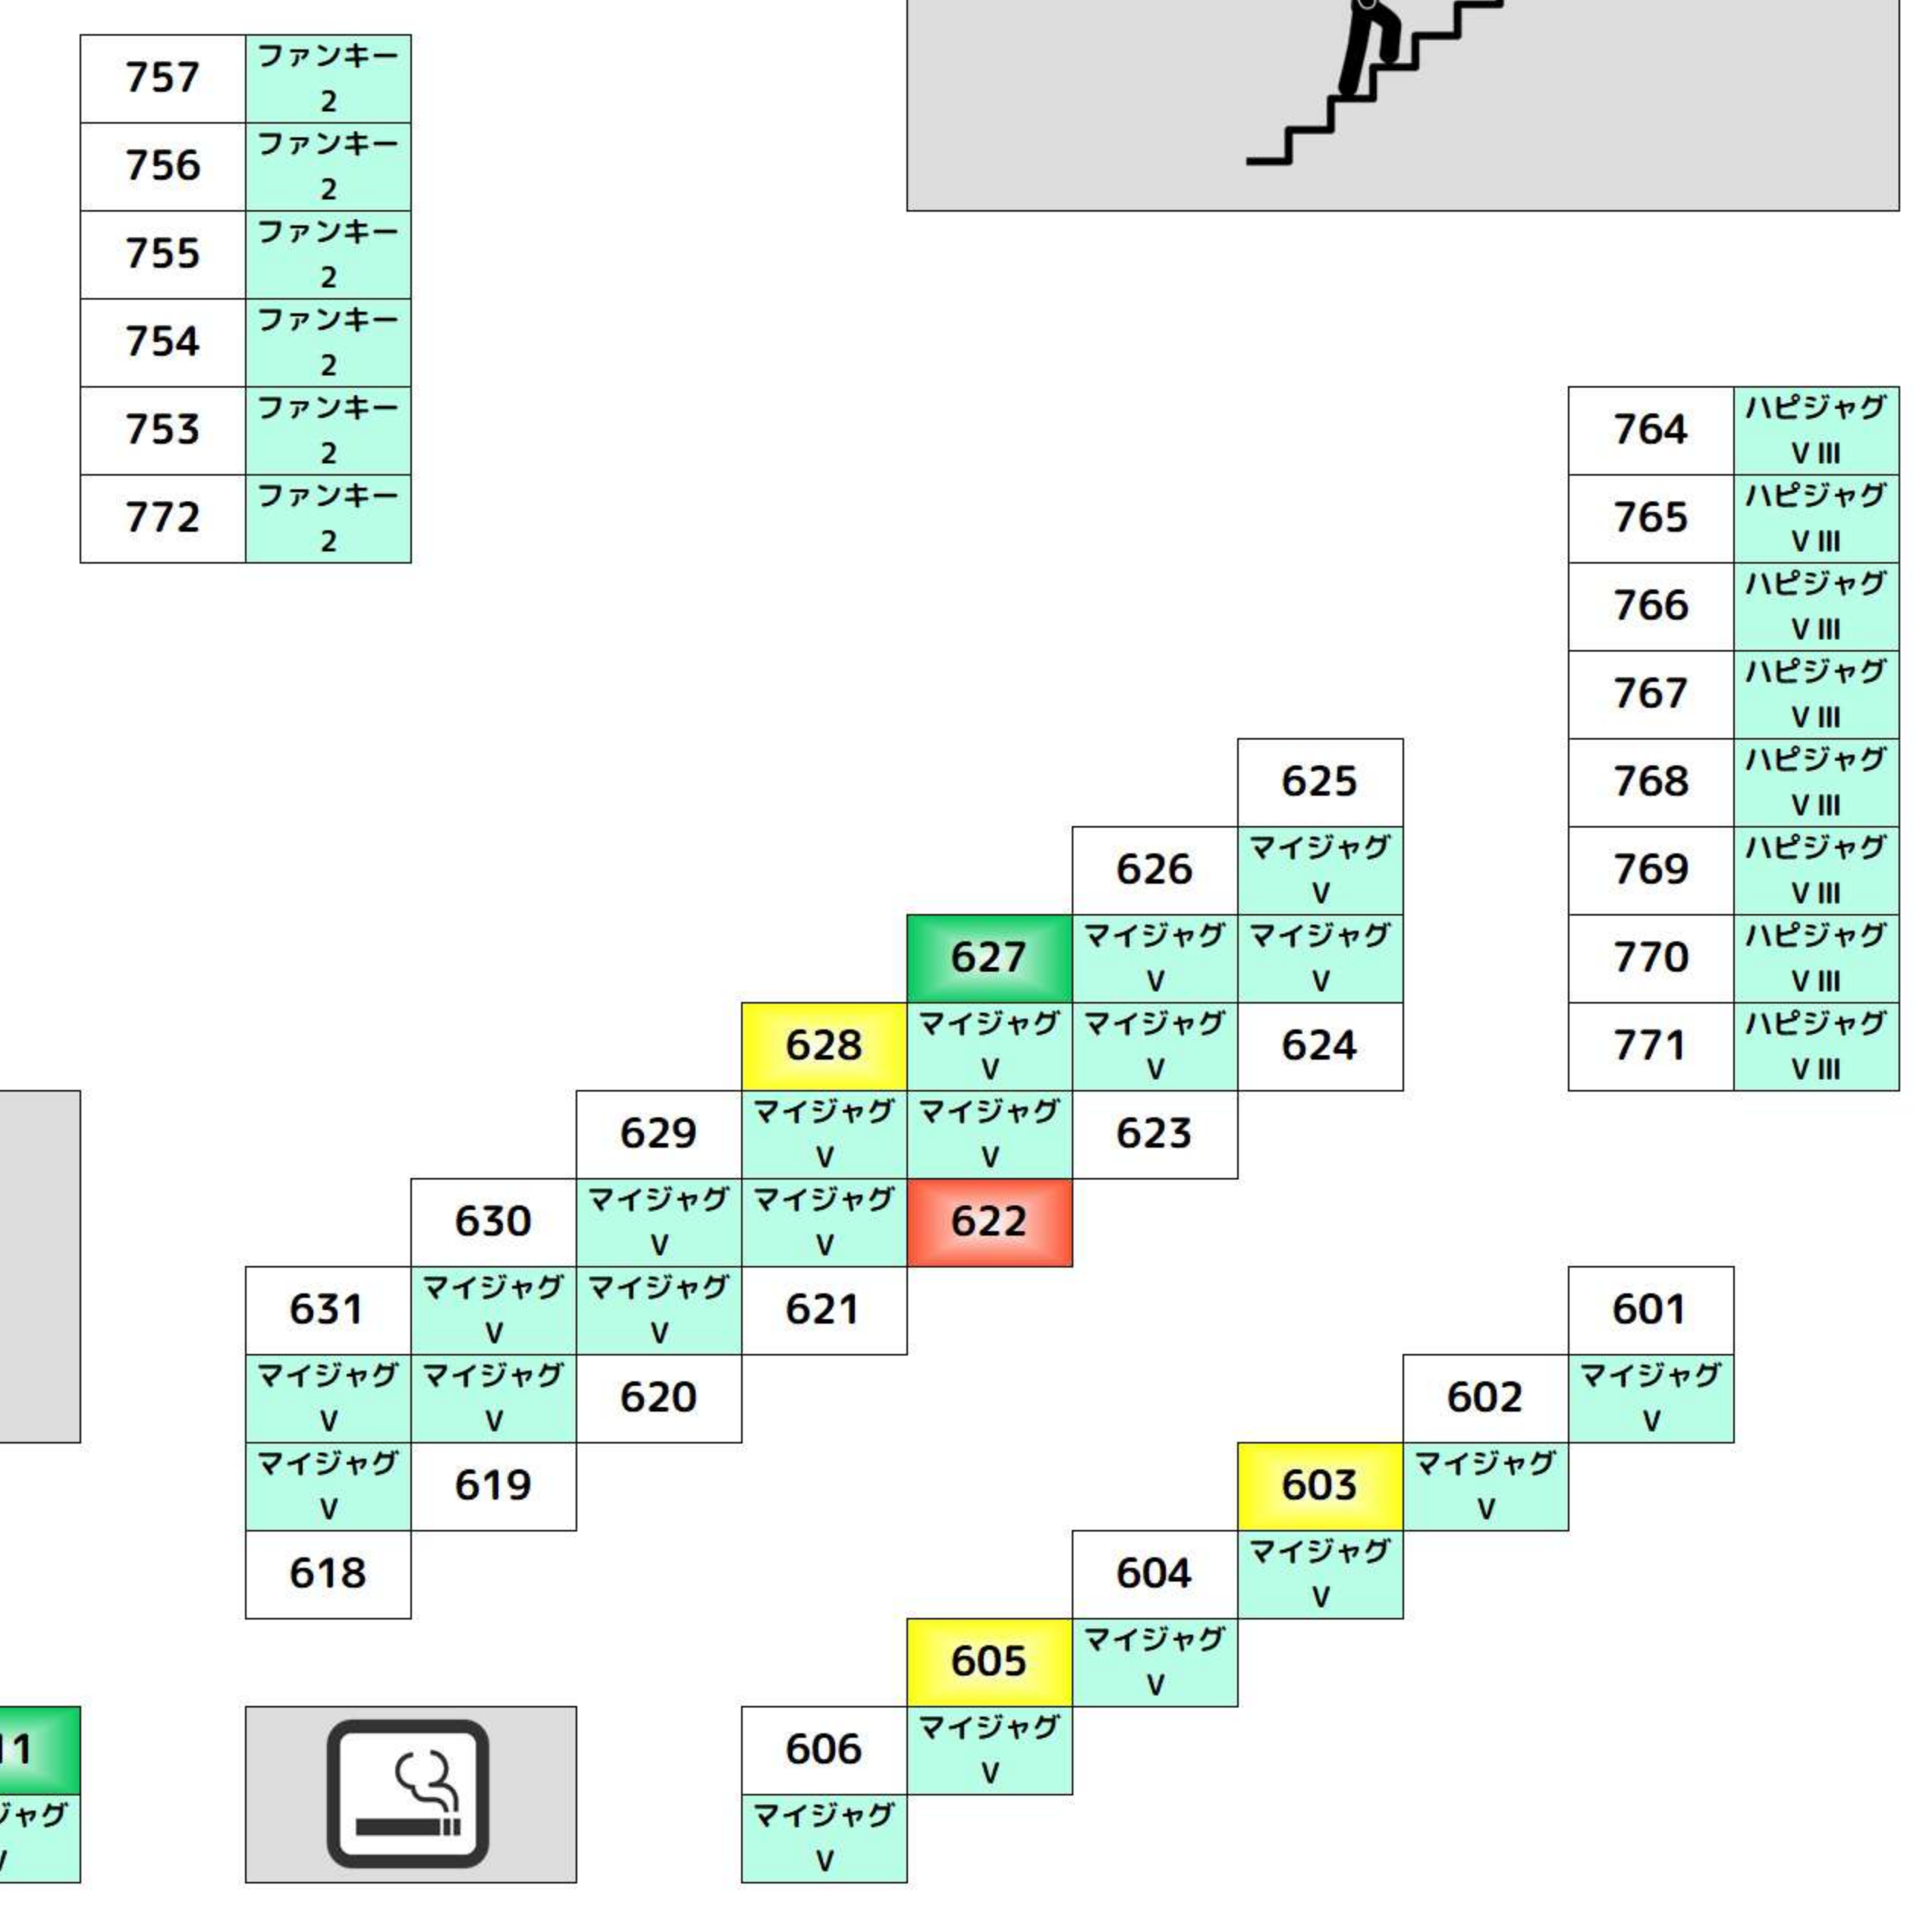 757 ファンキー
2
756 ファンキー
2
755 ファンキー
2
754 ファンキー
2
753 ファンキー
2
772 ファンキー
2
764 ハピジャグ
V III
765 ハピジャグ
V III
766 ハピジャグ
V III
767 ハピジャグ
V III
768 ハピジャグ
V III
769 ハピジャグ
V III
770 ハピジャグ
V III
771 ハピジャグ
V III
625
626 マイジャグ
V
627 マイジャグ マイジャグ
V V
628 マイジャグ マイジャグ 624
V V
629 マイジャグ マイジャグ 623
V V
630 マイジャグ マイジャグ 622
V V
631 マイジャグ マイジャグ 621
V V
マイジャグ マイジャグ 620
V V
マイジャグ 619
V
618
601
602 マイジャグ
V
603 マイジャグ
V
604 マイジャグ
V
605 マイジャグ
V
606 マイジャグ
V
マイジャグ
V
11
ジャグ
V